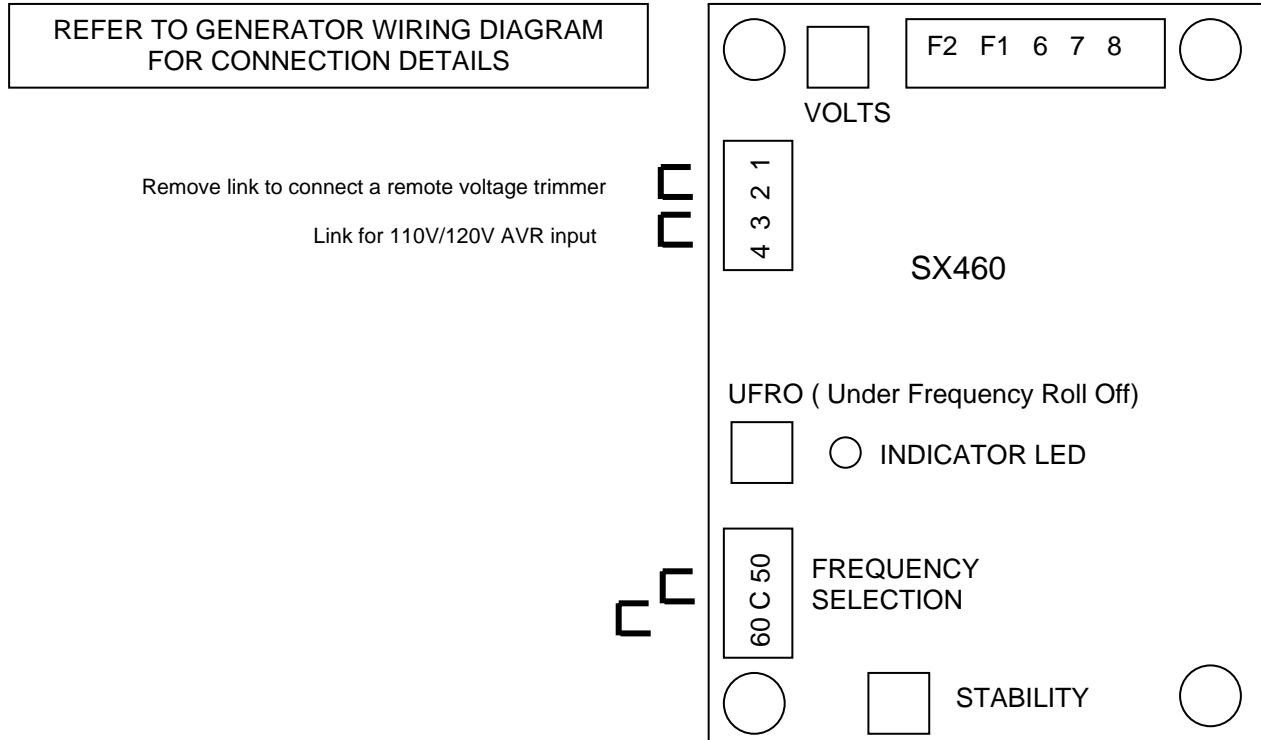 REFER TO GENERATOR WIRING DIAGRAM
FOR CONNECTION DETAILS
F2 F1 6 7 8
VOLTS
Remove link to connect a remote voltage trimmer
Link for 110V/120V AVR input
4 3 2 1
SX460
UFRO ( Under Frequency Roll Off)
INDICATOR LED
60 C 50
FREQUENCY
SELECTION
STABILITY